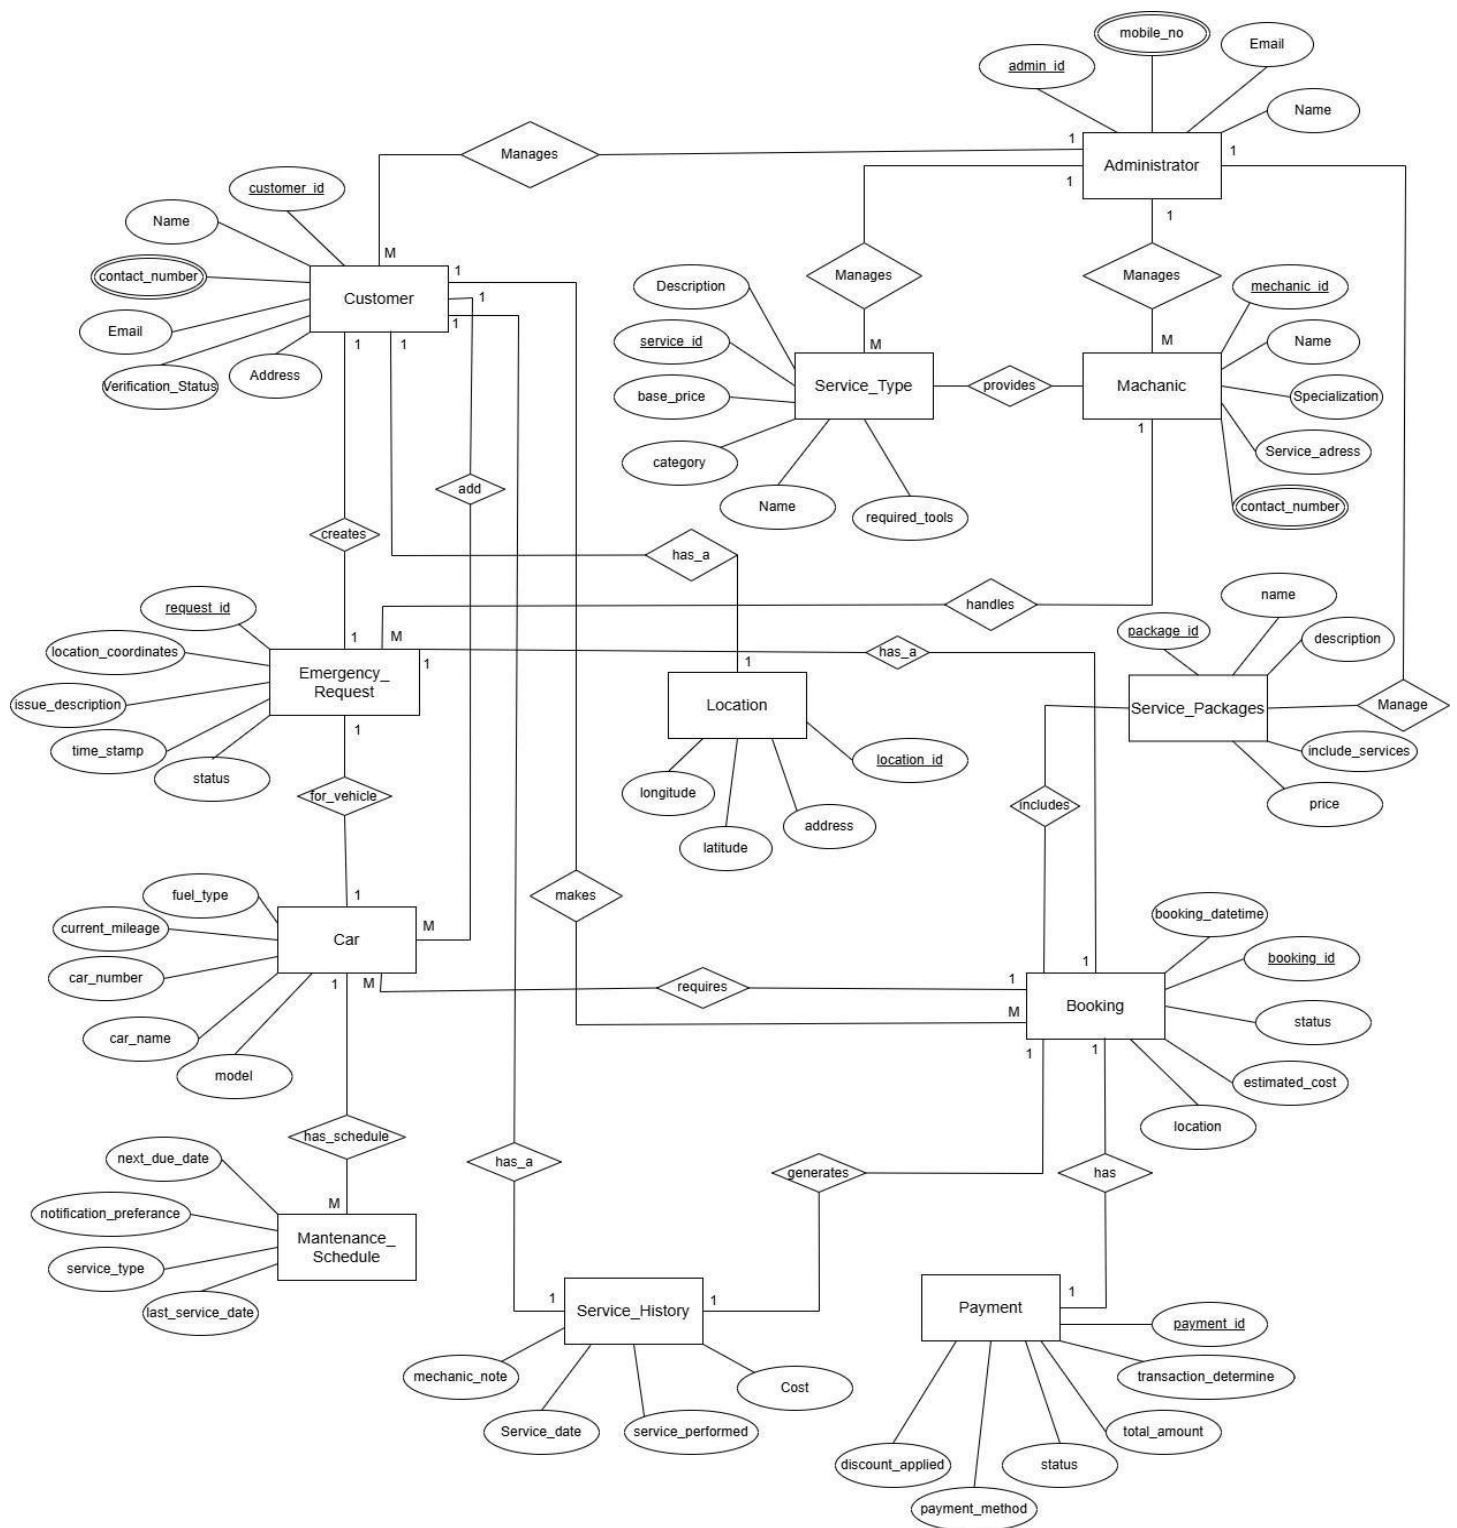 mobile_no
Email
admin_id
Name
1
Manages
Administrator
1
1
1
customer_id
Name
M
contact_number
1
1
1
Customer
Email
Verification_Status
Address
1
1
Manages
Manages
Description
mechanic_id
service_id
M
M
Name
Service_Type
provides
Machanic
base_price
Specialization
1
category
Service_adress
Name
required_tools
contact_number
add
creates
has_a
request_id
handles
name
package_id
description
location_coordinates
1
M
1
has_a
1
Emergency_
Request
issue_description
Location
Service_Packages
Manage
time_stamp
status
1
location_id
include_services
for_vehicle
longitude
includes
price
latitude
address
fuel_type
1
makes
current_mileage
M
Car
booking_datetime
car_number
1
M
requires
1
1
booking_id
M
Booking
status
car_name
model
1
1
estimated_cost
location
has_schedule
next_due_date
has_a
generates
has
M
notification_preferance
Mantenance_
Schedule
service_type
last_service_date
1
Service_History
1
Payment
1
payment_id
mechanic_note
Cost
transaction_determine
Service_date
service_performed
total_amount
discount_applied
status
payment_method